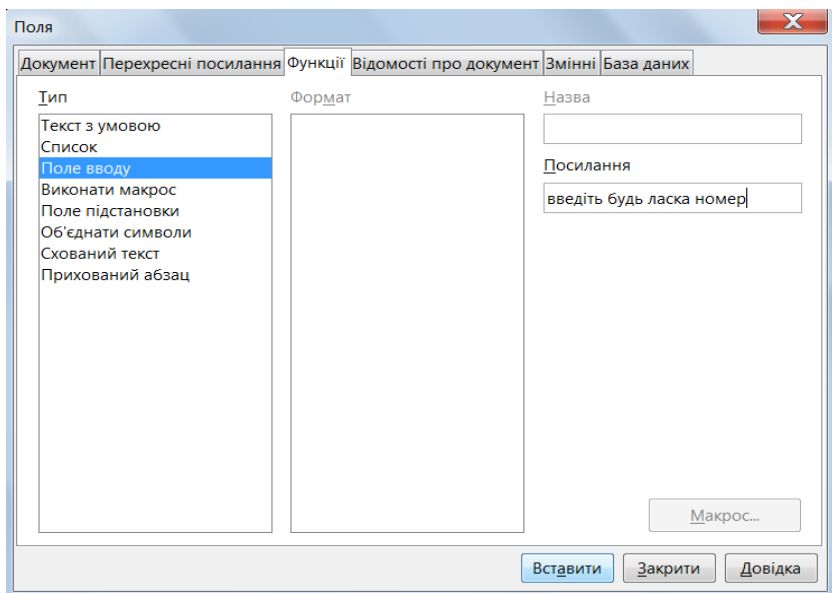 Поля
Документ Перехресні посилання Функції Відомості про документ Змінні База даних
Тип
Текст з умовою
Список
Поле вводу
Виконати макрос
Поле підстановки
Об'єднати символи
Схований текст
Прихований абзац
Формат
Назва
Посилання
введіть будь ласка номер
Макрос...
Вставити Закрити Довідка